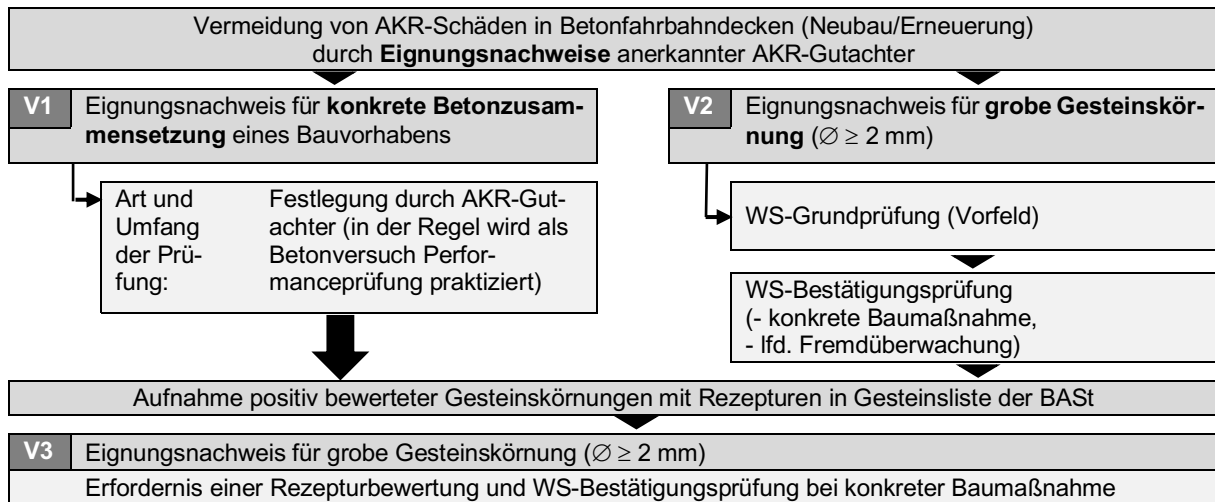 Vermeidung von AKR-Schäden in Betonfahrbahndecken (Neubau/Erneuerung)
durch Eignungsnachweise anerkannter AKR-Gutachter
V1
Eignungsnachweis für konkrete Betonzusam-
mensetzung eines Bauvorhabens
Art und
Umfang
der Prü-
fung:
Festlegung durch AKR-Gut-
achter (in der Regel wird als
Betonversuch Perfor-
manceprüfung praktiziert)
V2
Eignungsnachweis für grobe Gesteinskör-
nung (∅ ≥ 2 mm)
WS-Grundprüfung (Vorfeld)
WS-Bestätigungsprüfung
(- konkrete Baumaßnahme,
- lfd. Fremdüberwachung)
Aufnahme positiv bewerteter Gesteinskörnungen mit Rezepturen in Gesteinsliste der BASt
V3
Eignungsnachweis für grobe Gesteinskörnung (∅ ≥ 2 mm)
Erfordernis einer Rezepturbewertung und WS-Bestätigungsprüfung bei konkreter Baumaßnahme